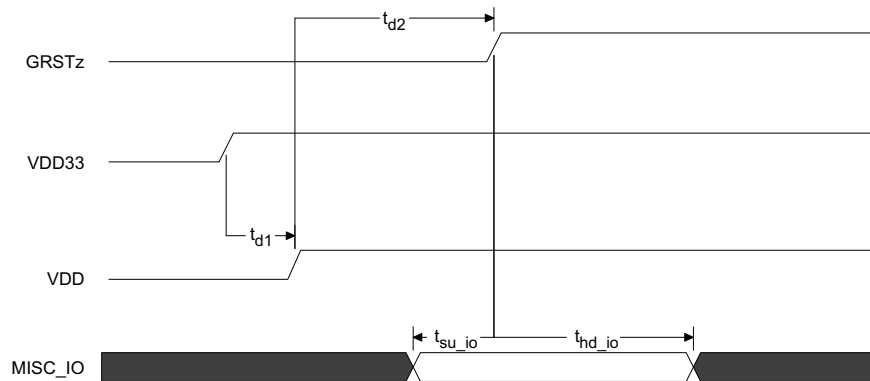 t_d2
GRSTz
VDD33
t_d1
VDD
t_su_io t_hd_io
MISC_IO